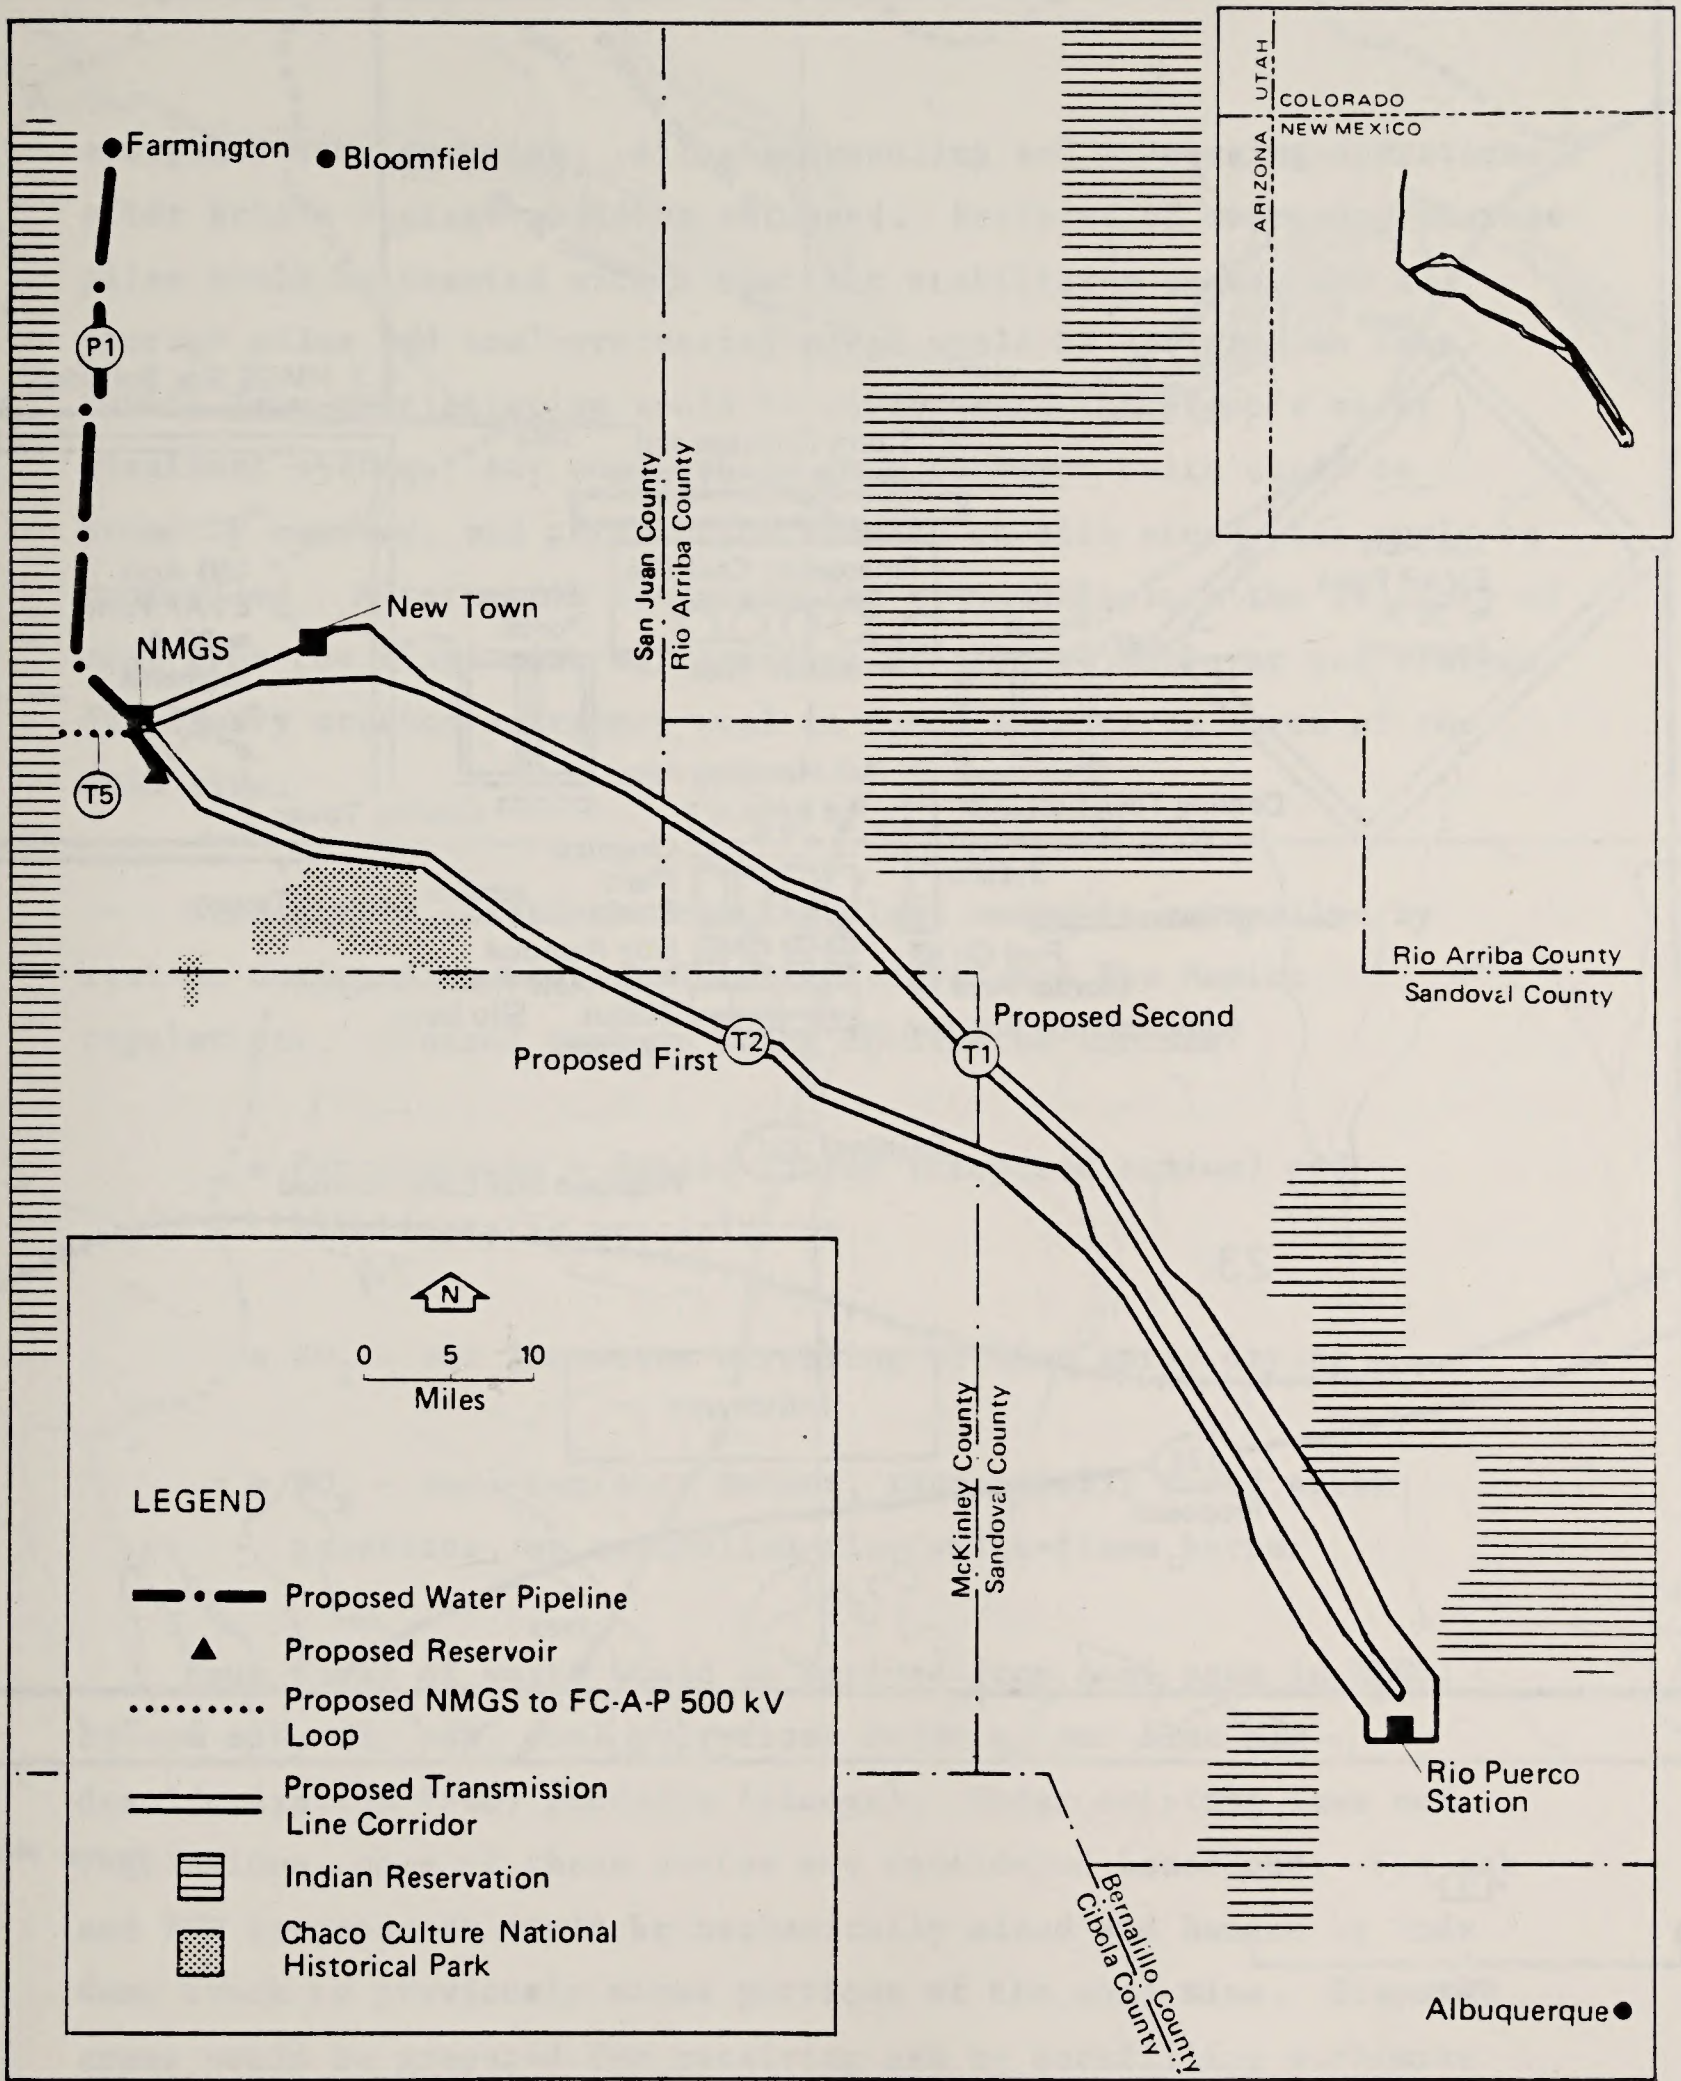 UTAH
COLORADO
NEW MEXICO
ARIZONA
Farmington
Bloomfield
P1
San Juan County
Rio Arriba County
New Town
NMGS
T5
Rio Arriba County
Sandoval County
Proposed Second
T1
T2
Proposed First
N
0 5 10
Miles
McKinley County
Sandoval County
LEGEND
Proposed Water Pipeline
Proposed Reservoir
Proposed NMGS to FC-A-P 500 kV
Loop
Proposed Transmission
Line Corridor
Indian Reservation
Chaco Culture National
Historical Park
Rio Puerco
Station
Bernalillo County
Cibola County
Albuquerque